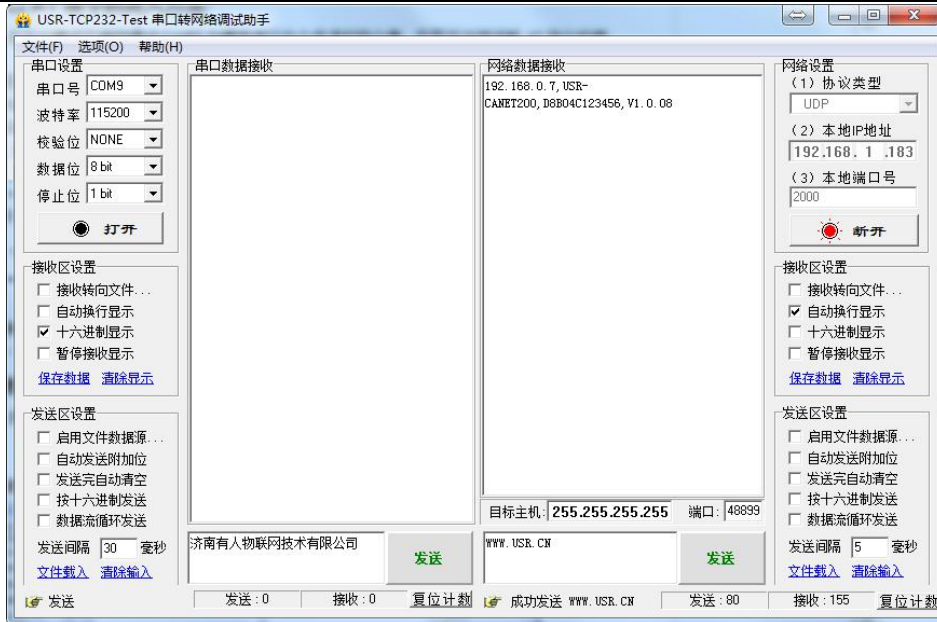 USR-TCP232-Test 串口转网络调试助手
文件(F) 选项(O) 帮助(H)
串口设置
串口号 COM9
波特率 115200
校验位 NONE
数据位 8 bit
停止位 1 bit
打开
接收区设置
接收转向文件...
自动换行显示
十六进制显示
暂停接收显示
保存数据 清除显示
发送区设置
启用文件数据源...
自动发送附加位
发送完自动清空
按十六进制发送
数据流循环发送
发送间隔 30 毫秒
文件载入 清除输入
串口数据接收
济南有人物联网技术有限公司
发送
网络数据接收
192.168.0.7,USR-
CANET200,D8B04C123456,V1.0.08
目标主机: 255.255.255.255 端口: 48899
WWW.USR.CN
发送
网络设置
(1) 协议类型
UDP
(2) 本地IP地址
192.168. 1 .183
(3) 本地端口号
2000
断开
接收区设置
接收转向文件...
自动换行显示
十六进制显示
暂停接收显示
保存数据 清除显示
发送区设置
启用文件数据源...
自动发送附加位
发送完自动清空
按十六进制发送
数据流循环发送
发送间隔 5 毫秒
文件载入 清除输入
发送 发送:0 接收:0 复位计数 成功发送 WWW.USR.CN 发送:80 接收:155 复位计数